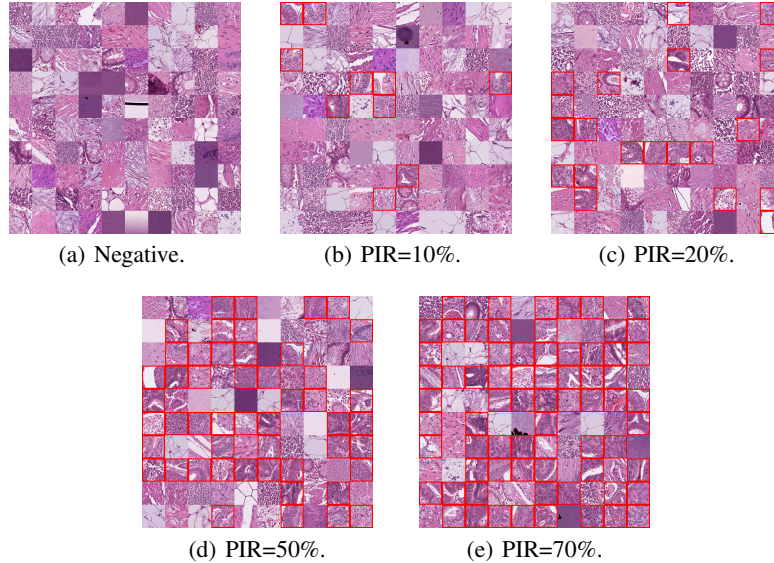 (a) Negative.
(b) PIR=10%.
(c) PIR=20%.
(d) PIR=50%.
(e) PIR=70%.